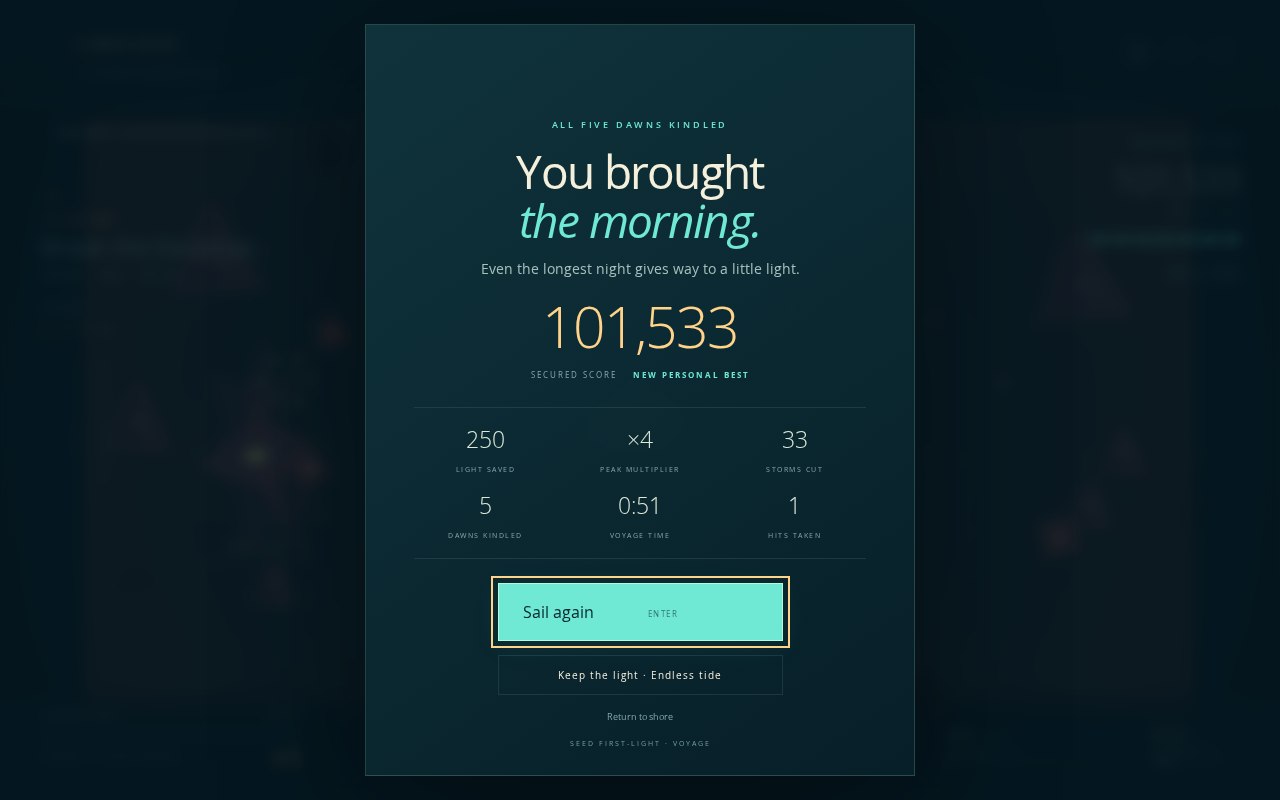 ALL FIVE DAWNS KINDLED
You brought
the morning.
Even the longest night gives way to a little light.
101,533
SECURED SCORE NEW PERSONAL BEST
250 ×4 33
LIGHT SAVED PEAK MULTIPLIER STORMS CUT
5 0:51 1
DAWNS KINDLED VOYAGE TIME HITS TAKEN
Sail again ENTER
Keep the light · Endless tide
Return to shore
SEED FIRST-LIGHT · VOYAGE